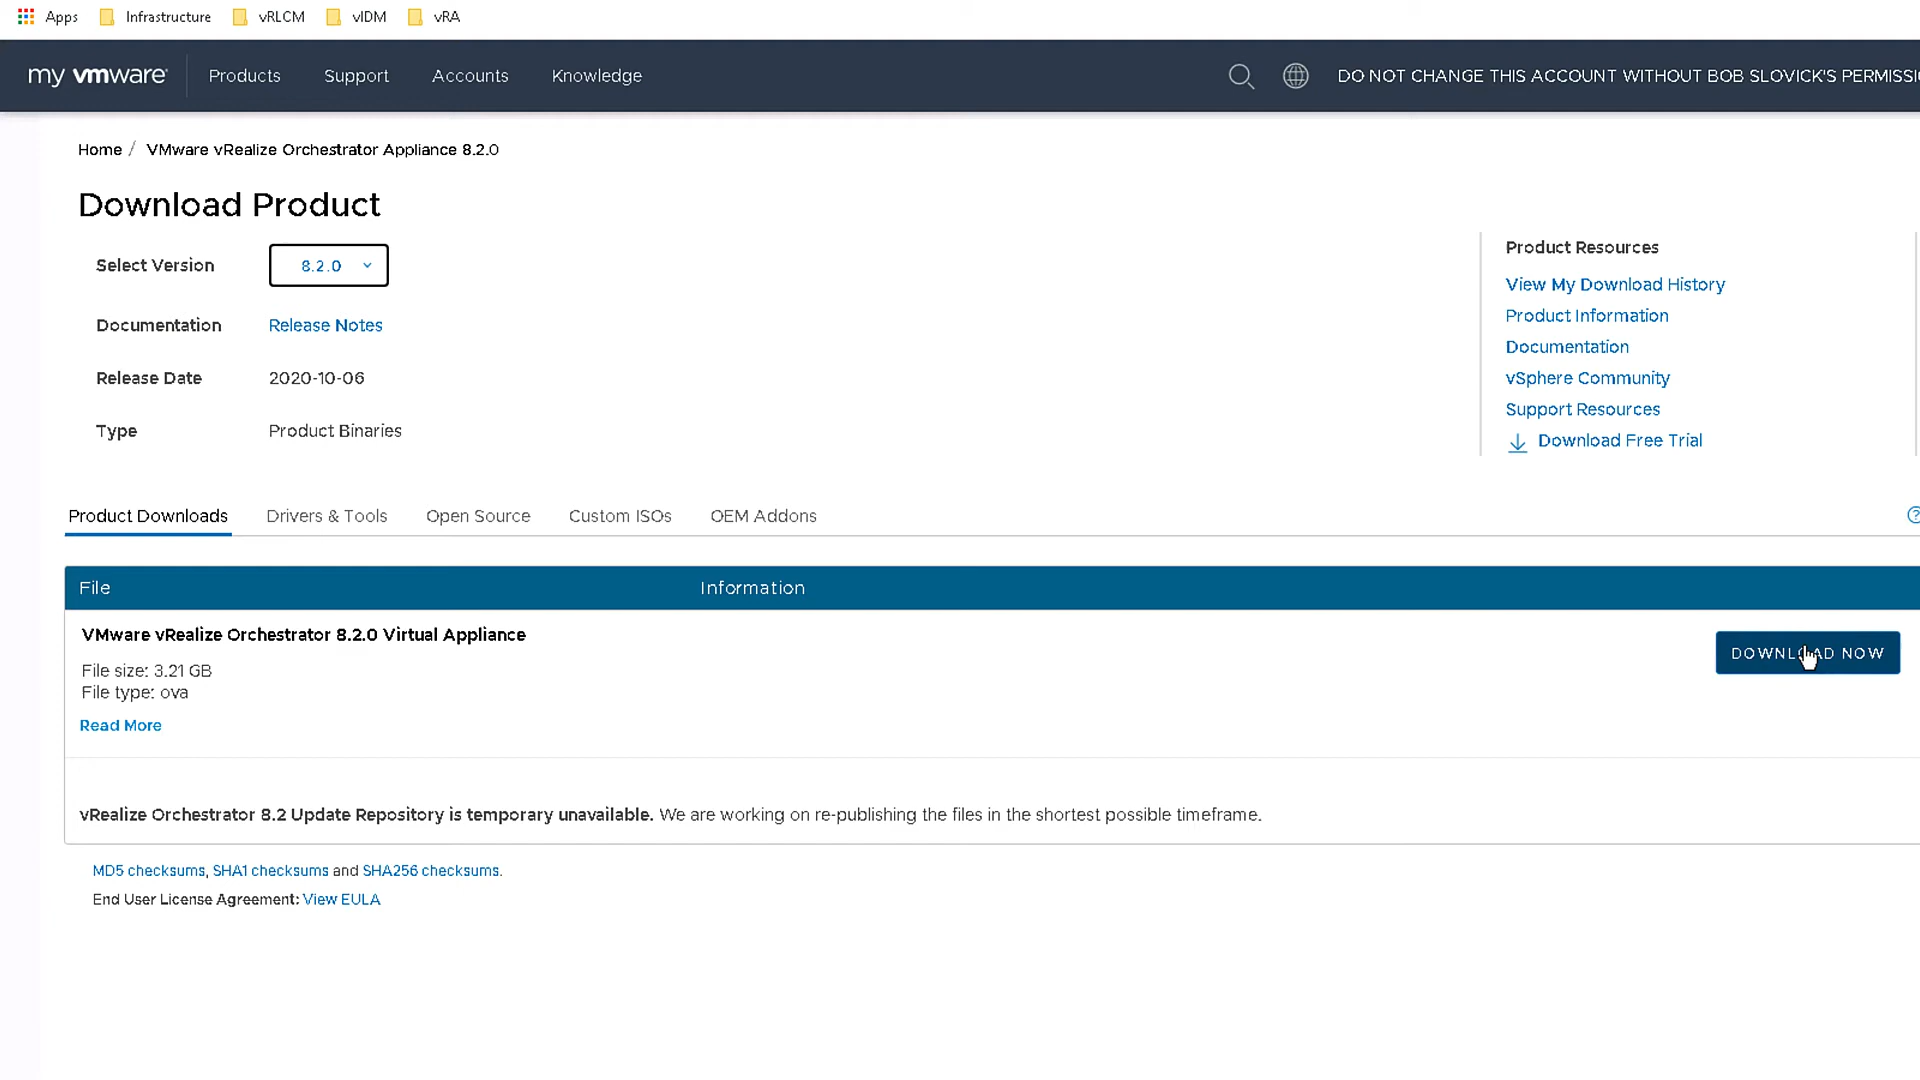 Apps Infrastructure vRLCM vIDM vRA
my vmware Products Support Accounts Knowledge DO NOT CHANGE THIS ACCOUNT WITHOUT BOB SLOVICK'S
Home / VMware vRealize Orchestrator Appliance 8.2.0
Download Product
Select Version 8.2.0
Documentation Release Notes
Release Date 2020-10-06
Type Product Binaries
Product Resources
View My Download History
Product Information
Documentation
vSphere Community
Support Resources
Download Free Trial
Product Downloads Drivers & Tools Open Source Custom ISOs OEM Addons
File Information
VMware vRealize Orchestrator 8.2.0 Virtual Appliance
File size: 3.21 GB
File type: ova
Read More
DOWNLOAD NOW
vRealize Orchestrator 8.2 Update Repository is temporary unavailable. We are working on re-publishing the files in the shortest possible timeframe.
MD5 checksums, SHA1 checksums and SHA256 checksums.
End User License Agreement: View EULA